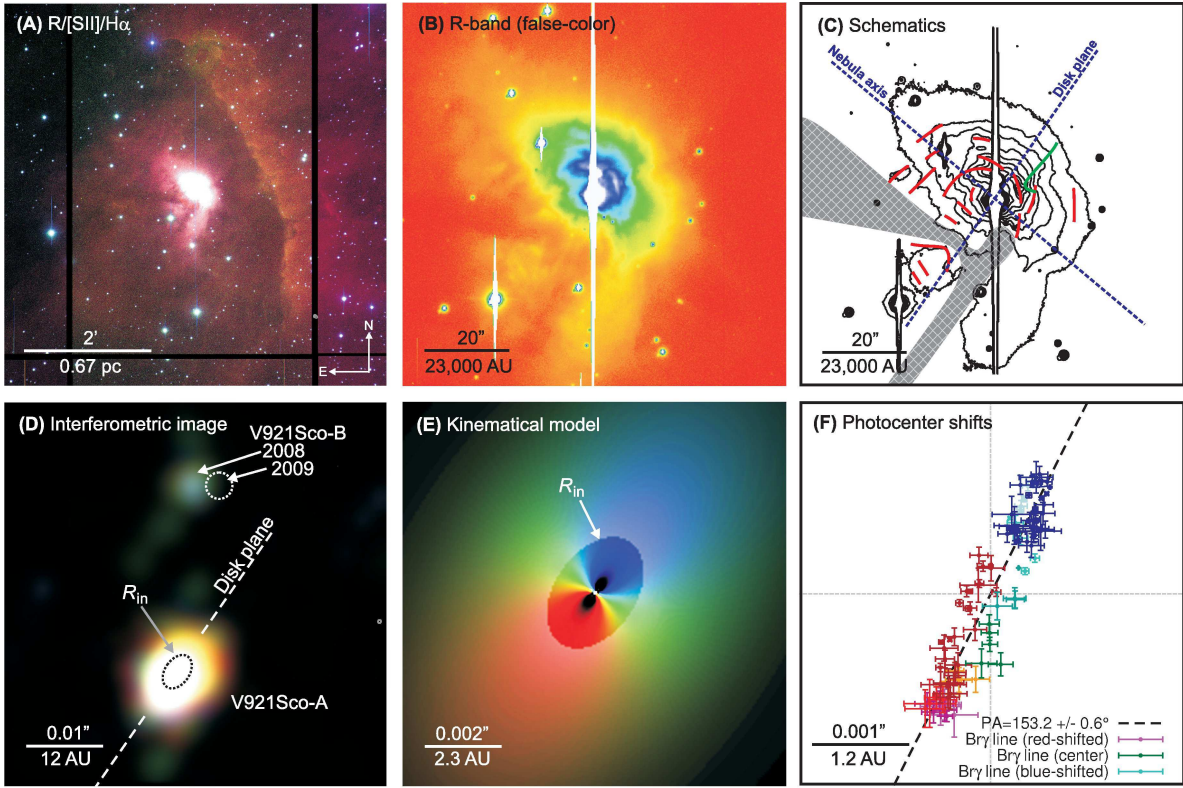 (A) R/[SII]/Hα
2'
0.67 pc
N
E
(B) R-band (false-color)
20”
23,000 AU
(C) Schematics
Nebula axis
Disk plane
20”
23,000 AU
(D) Interferometric image
V921Sco-B
2008
2009
Disk plane
Rin
V921Sco-A
0.01”
12 AU
(E) Kinematical model
Rin
0.002”
2.3 AU
(F) Photocenter shifts
0.001”
1.2 AU
PA=153.2 +/- 0.6°
Brγ line (red-shifted)
Brγ line (center)
Brγ line (blue-shifted)